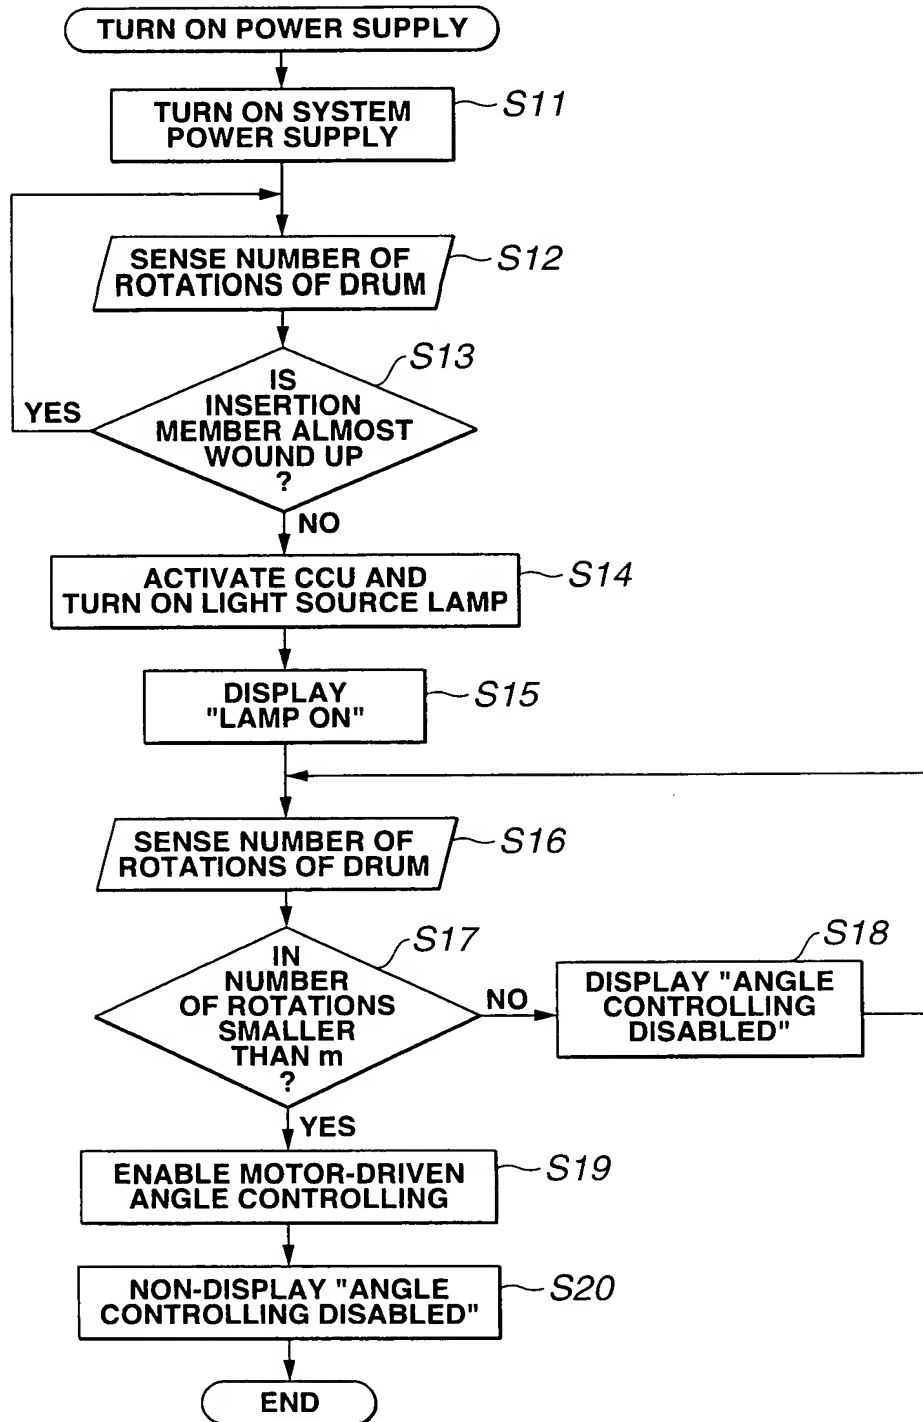 TURN ON POWER SUPPLY
TURN ON SYSTEM
POWER SUPPLY
S11
SENSE NUMBER OF
ROTATIONS OF DRUM
S12
S13
IS
INSERTION
MEMBER ALMOST
WOUND UP
?
YES
NO
ACTIVATE CCU AND
TURN ON LIGHT SOURCE LAMP
S14
DISPLAY
"LAMP ON"
S15
SENSE NUMBER OF
ROTATIONS OF DRUM
S16
S17
IN
NUMBER
OF ROTATIONS
SMALLER
THAN m
?
NO
S18
DISPLAY "ANGLE
CONTROLLING
DISABLED"
YES
ENABLE MOTOR-DRIVEN
ANGLE CONTROLLING
S19
NON-DISPLAY "ANGLE
CONTROLLING DISABLED"
S20
END